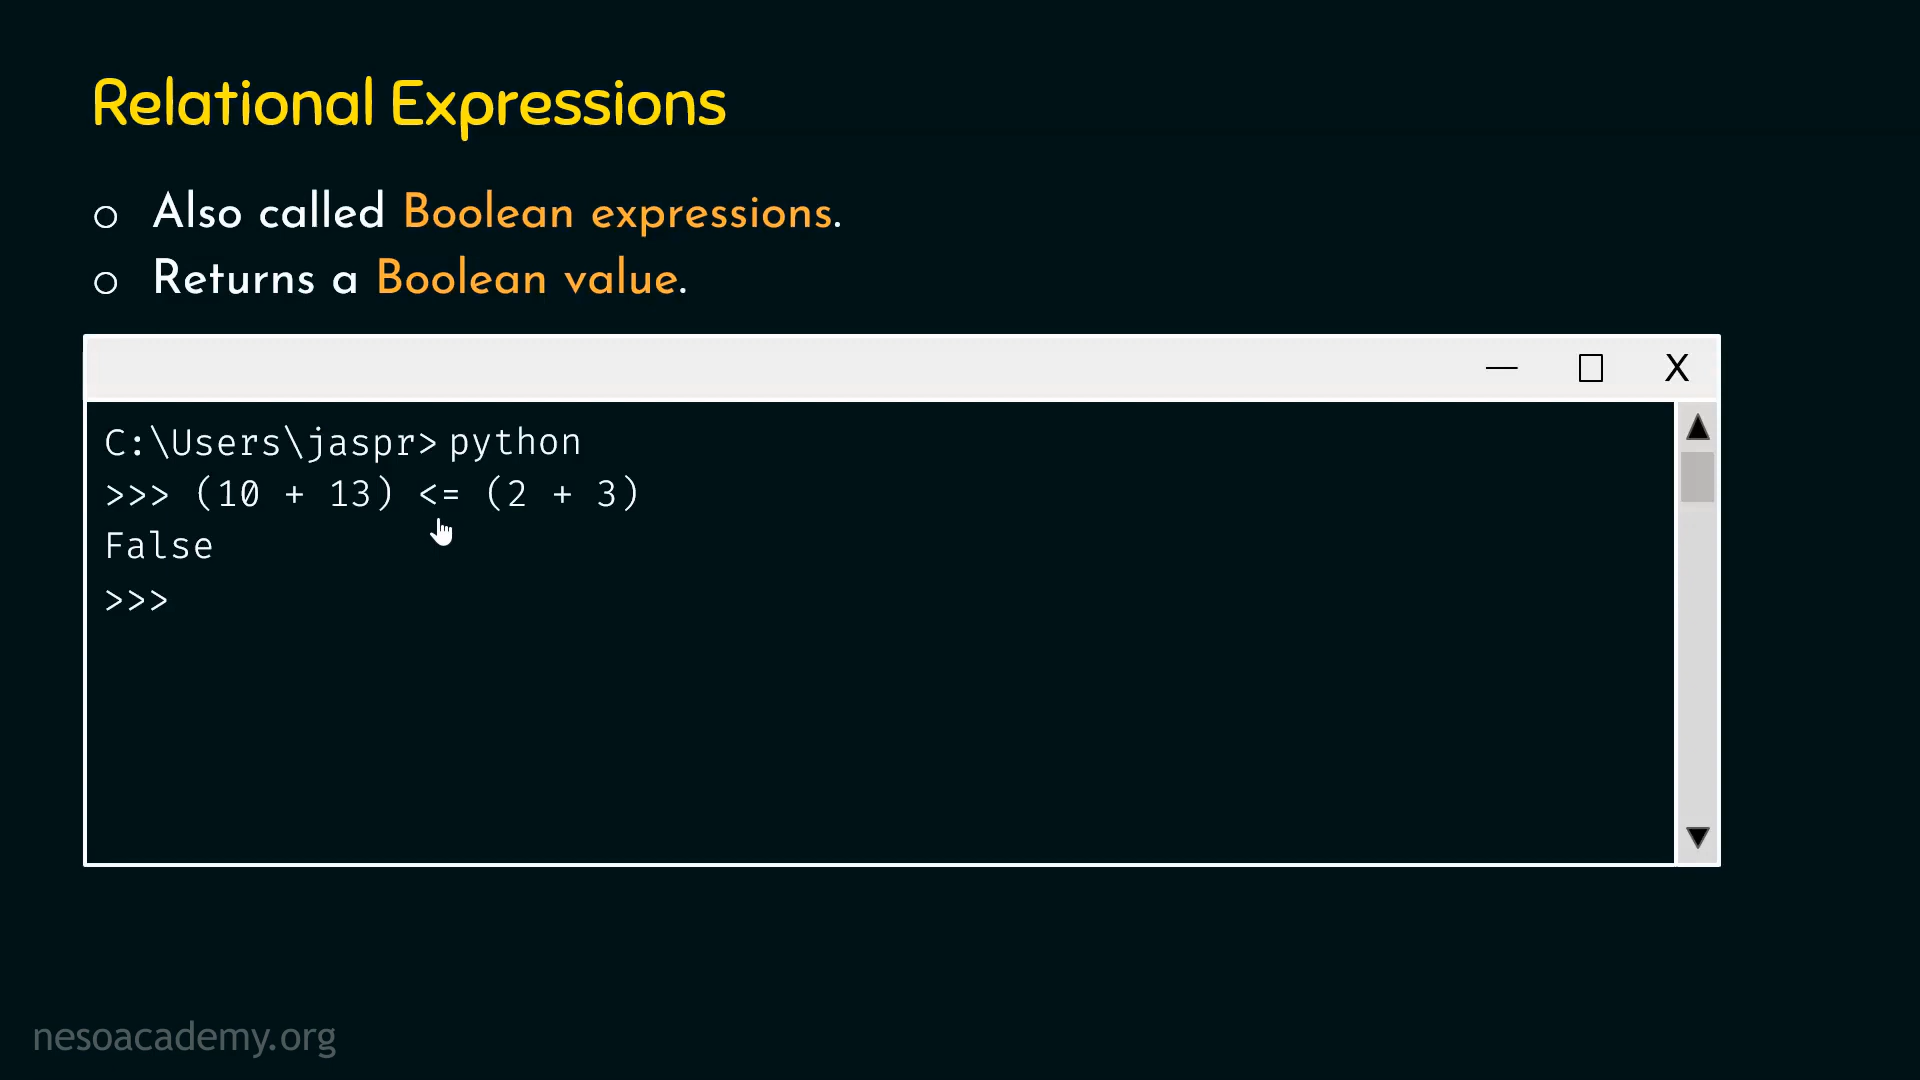 Relational Expressions
○ Also called Boolean expressions.
○ Returns a Boolean value.
X
C:\Users\jaspr> python
>>> (10 + 13) <= (2 + 3)
False
>>>
nesoacademy.org